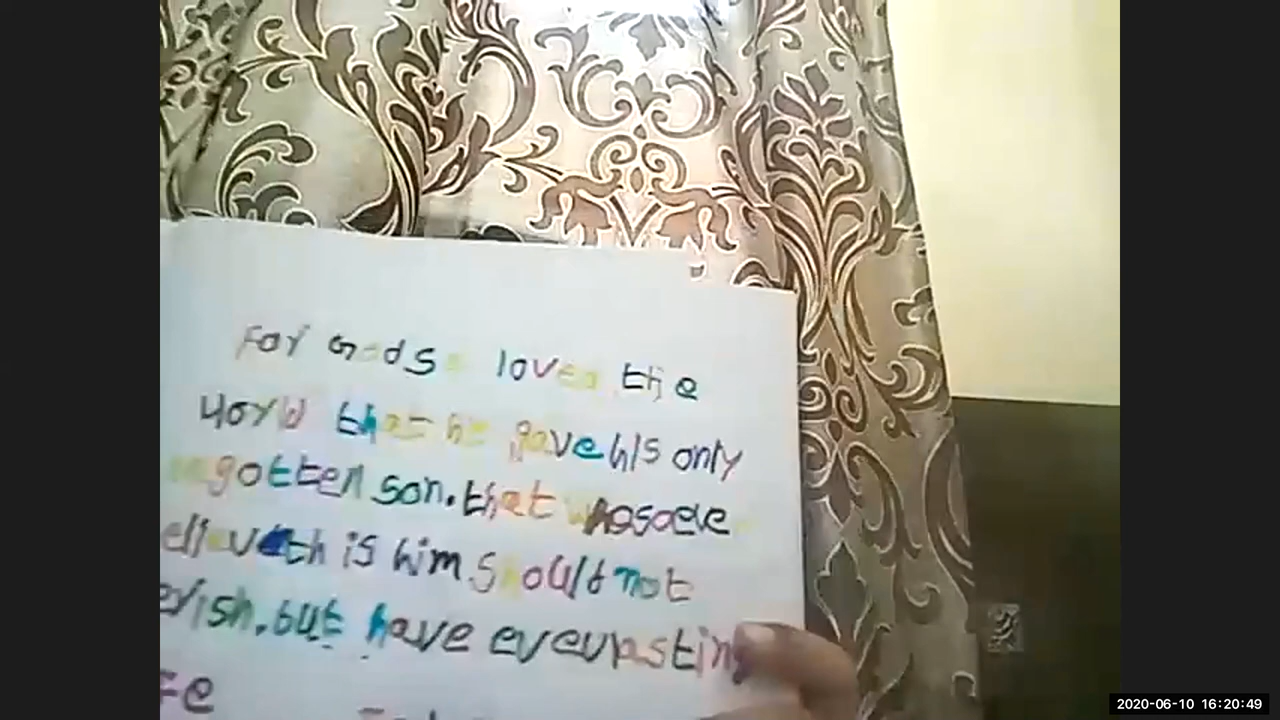 For Gods loved the
world that he gave his only
gotten son. that whosoeve
elieveth is him should not
erish. but have everlasting
fe
2020-06-10 16:20:49